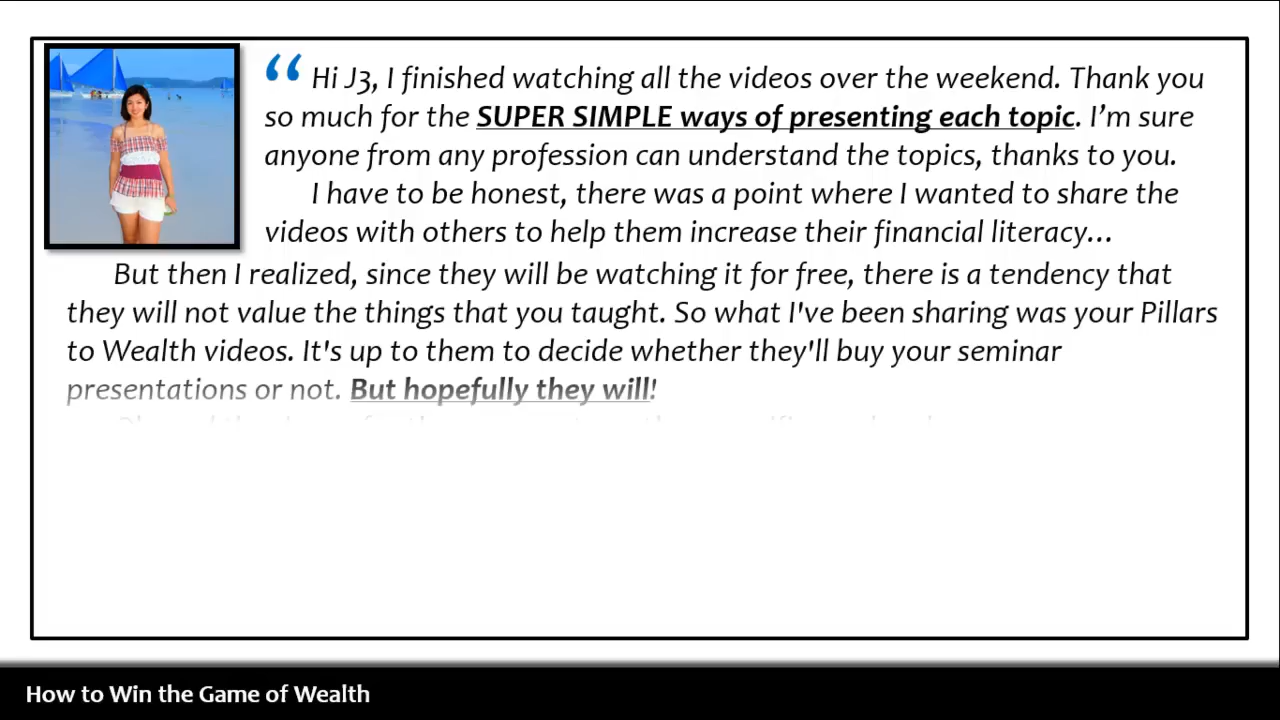 “ Hi J3, I finished watching all the videos over the weekend. Thank you
so much for the SUPER SIMPLE ways of presenting each topic. I’m sure
anyone from any profession can understand the topics, thanks to you.
I have to be honest, there was a point where I wanted to share the
videos with others to help them increase their financial literacy...
But then I realized, since they will be watching it for free, there is a tendency that
they will not value the things that you taught. So what I've been sharing was your Pillars
to Wealth videos. It's up to them to decide whether they'll buy your seminar
presentations or not. But hopefully they will!
How to Win the Game of Wealth